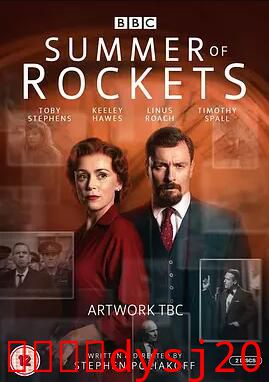 BBC
SUMMER OF
ROCKETS
TOBY STEPHENS
KEELEY HAWES
LINUS ROACH
TIMOTHY SPALL
ARTWORK TBC
12
2 DISCS
WRITTEN & DIRECTED BY
STEPHEN POLIAKOFF
dysj20